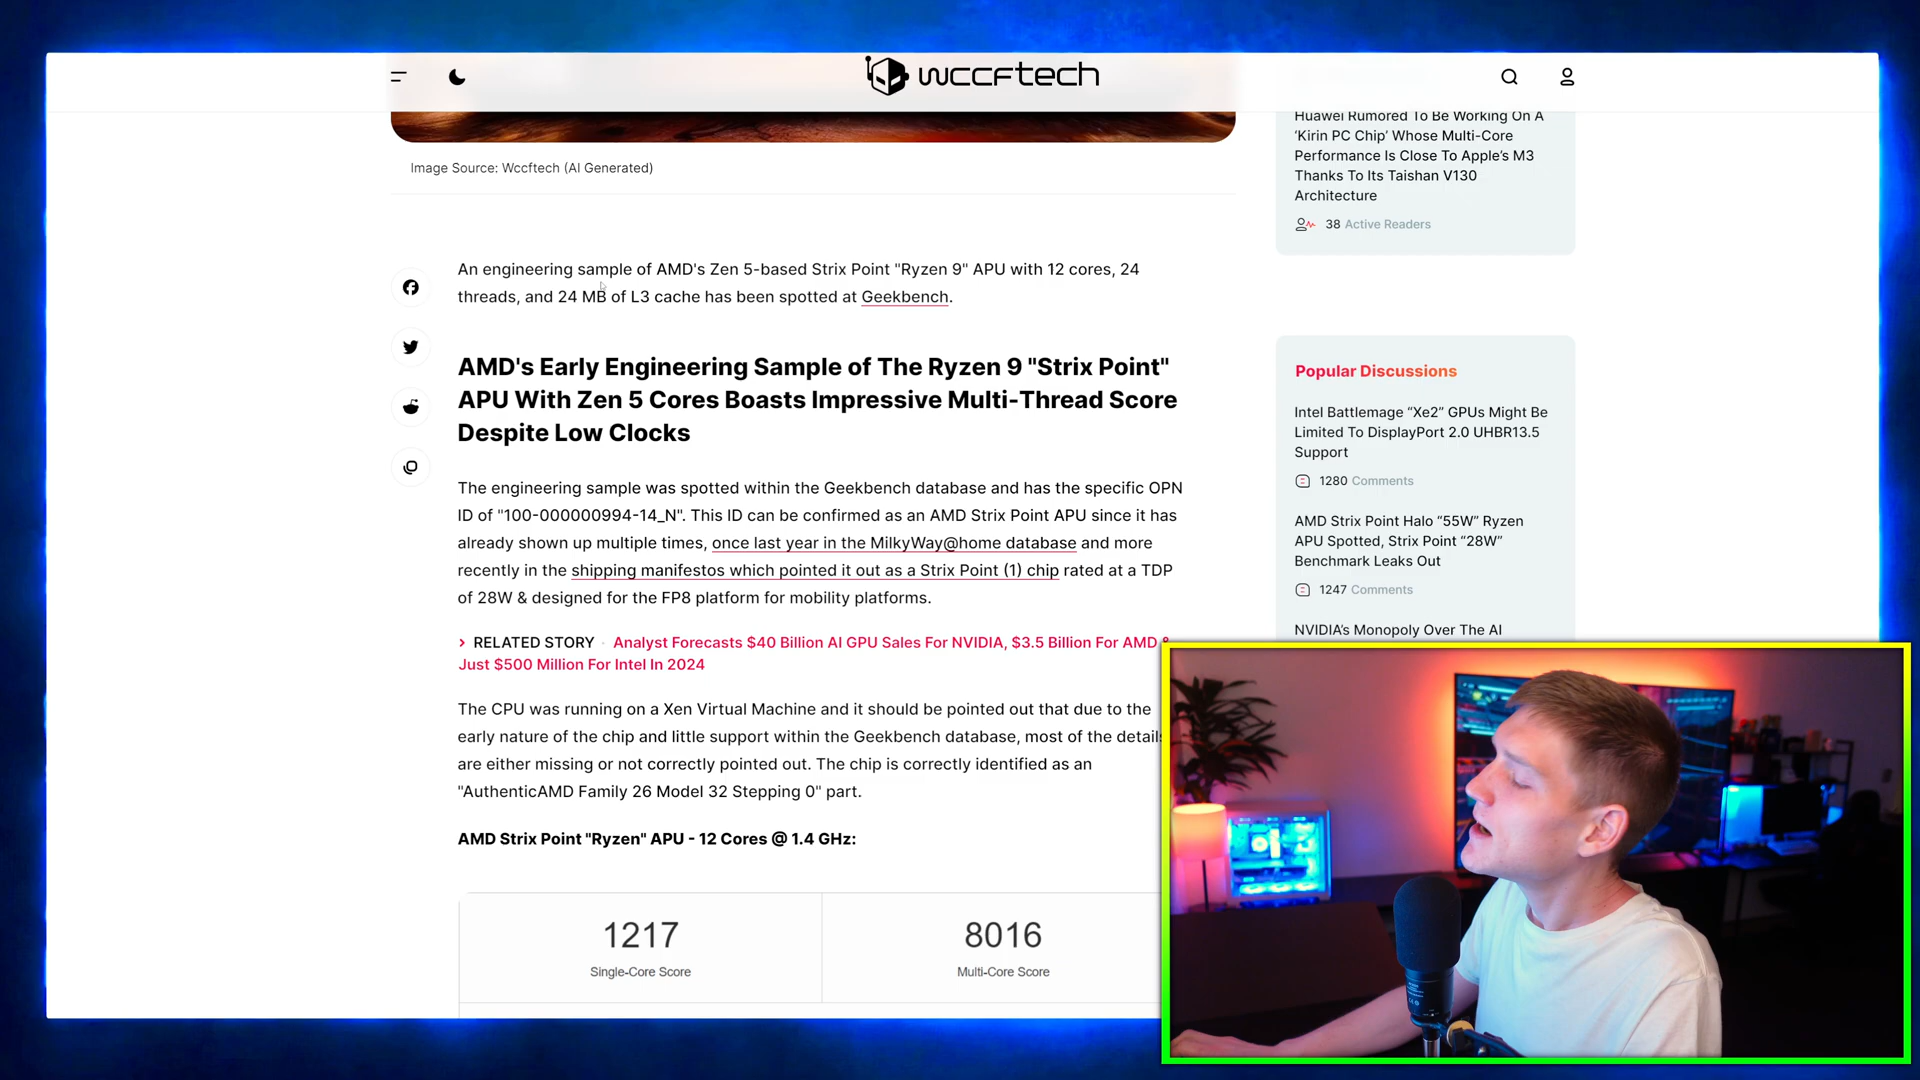 wccFtech
Image Source: Wccftech (AI Generated)
An engineering sample of AMD's Zen 5-based Strix Point "Ryzen 9" APU with 12 cores, 24
threads, and 24 MB of L3 cache has been spotted at Geekbench.
AMD's Early Engineering Sample of The Ryzen 9 "Strix Point"
APU With Zen 5 Cores Boasts Impressive Multi-Thread Score
Despite Low Clocks
The engineering sample was spotted within the Geekbench database and has the specific OPN
ID of "100-000000994-14_N". This ID can be confirmed as an AMD Strix Point APU since it has
already shown up multiple times, once last year in the MilkyWay@home database and more
recently in the shipping manifestos which pointed it out as a Strix Point (1) chip rated at a TDP
of 28W & designed for the FP8 platform for mobility platforms.
RELATED STORY · Analyst Forecasts $40 Billion AI GPU Sales For NVIDIA, $3.5 Billion For AMD &
Just $500 Million For Intel In 2024
The CPU was running on a Xen Virtual Machine and it should be pointed out that due to the
early nature of the chip and little support within the Geekbench database, most of the detail
are either missing or not correctly pointed out. The chip is correctly identified as an
"AuthenticAMD Family 26 Model 32 Stepping 0" part.
AMD Strix Point "Ryzen" APU - 12 Cores @ 1.4 GHz:
1217
Single-Core Score
8016
Multi-Core Score
Huawei Rumored To Be Working On A
‘Kirin PC Chip’ Whose Multi-Core
Performance Is Close To Apple’s M3
Thanks To Its Taishan V130
Architecture
38 Active Readers
Popular Discussions
Intel Battlemage “Xe2” GPUs Might Be
Limited To DisplayPort 2.0 UHBR13.5
Support
1280 Comments
AMD Strix Point Halo “55W” Ryzen
APU Spotted, Strix Point “28W”
Benchmark Leaks Out
1247 Comments
NVIDIA’s Monopoly Over The AI